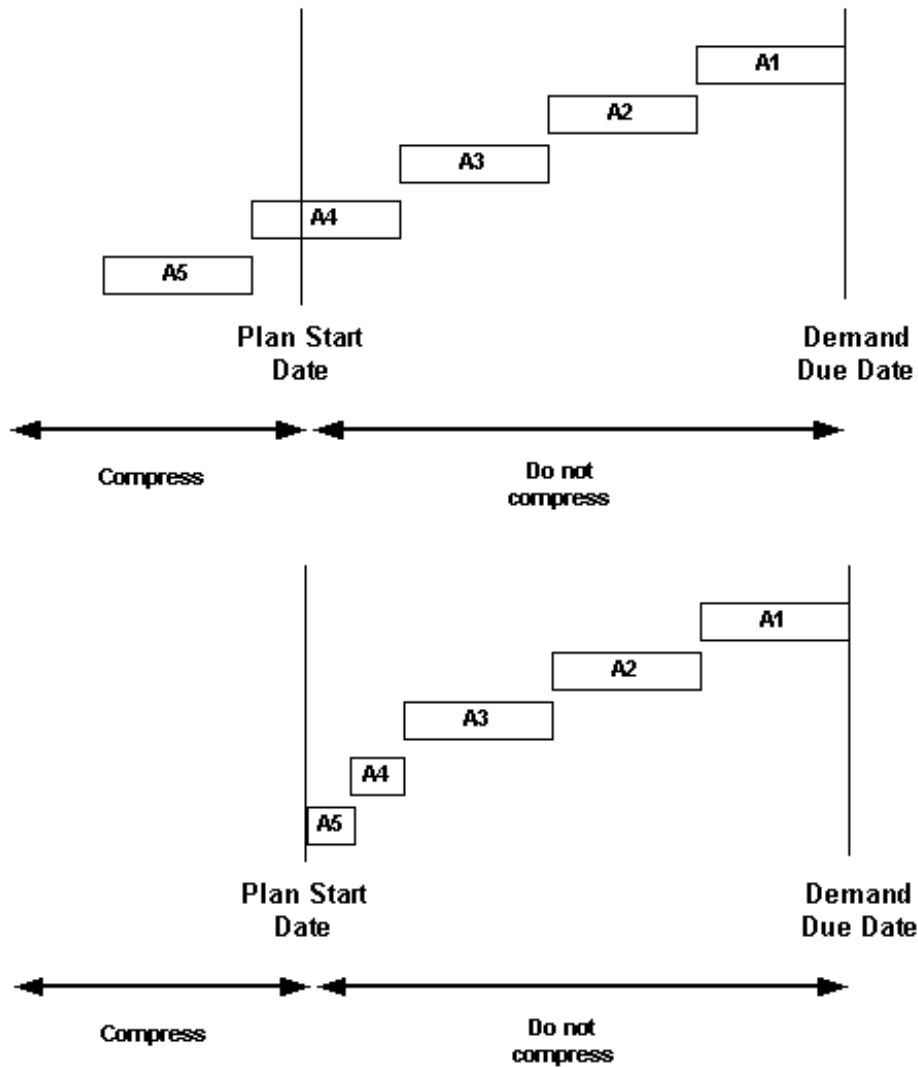 A1
A2
A3
A4
A5
Plan Start
Date
Demand
Due Date
Compress
Do not
compress
A1
A2
A3
A4
A5
Plan Start
Date
Demand
Due Date
Compress
Do not
compress